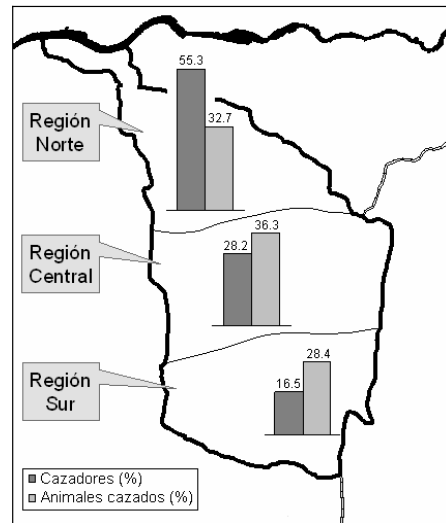 55.3
32.7
Región
Norte
36.3
28.2
Región
Central
28.4
16.5
Región
Sur
Cazadores (%)
Animales cazados (%)